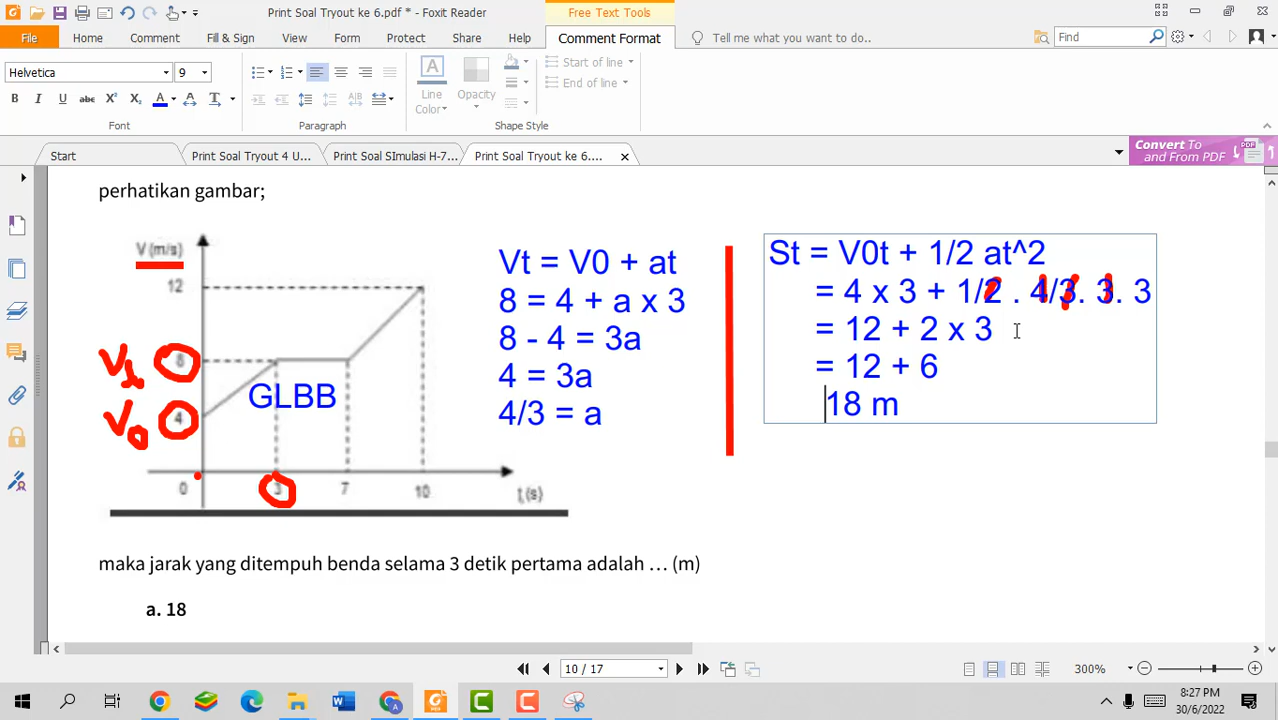 Print Soal Tryout ke 6.pdf * - Foxit Reader
Free Text Tools
File Home Comment Fill & Sign View Form Protect Share Help Comment Format Tell me what you want to do.. Find
Helvetica 9
Start of line
End of line
Line Color
Opacity
Font Paragraph Shape Style
Start
Print Soal Tryout 4 U...
Print Soal SImulasi H-7...
Print Soal Tryout ke 6....
Convert To
and From PDF
perhatikan gambar;
V (m/s)
12
8
4
0 3 7 10 t,(s)
V1
V0
GLBB
Vt = V0 + at
8 = 4 + a x 3
8 - 4 = 3a
4 = 3a
4/3 = a
St = V0t + 1/2 at^2
= 4 x 3 + 1/2 . 4/3. 3. 3
= 12 + 2 x 3
= 12 + 6
18 m
maka jarak yang ditempuh benda selama 3 detik pertama adalah … (m)
a. 18
10 / 17
300%
8:27 PM
30/6/2022